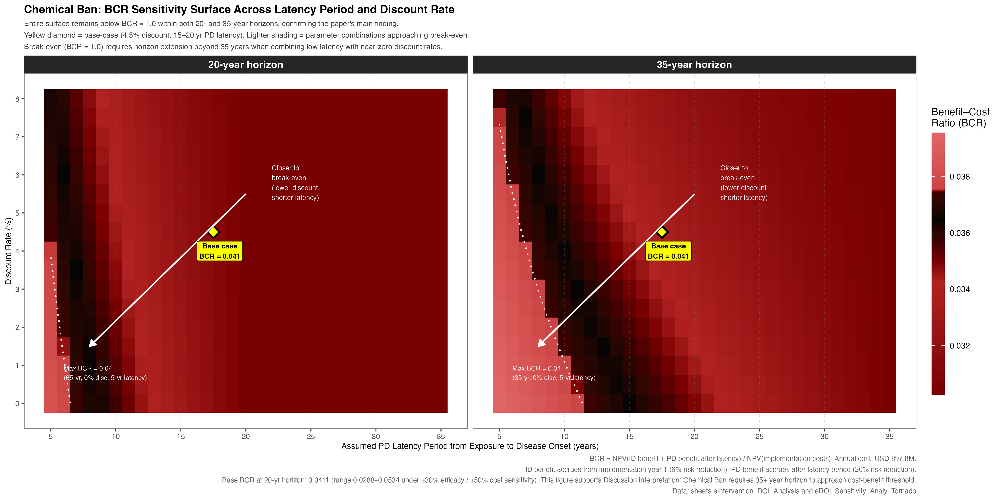 Chemical Ban: BCR Sensitivity Surface Across Latency Period and Discount Rate
Entire surface remains below BCR = 1.0 within both 20- and 35-year horizons, confirming the paper's main finding.
Yellow diamond = base-case (4.5% discount, 15–20 yr PD latency). Lighter shading = parameter combinations approaching break-even.
Break-even (BCR = 1.0) requires horizon extension beyond 35 years when combining low latency with near-zero discount rates.
20-year horizon
35-year horizon
Discount Rate (%)
8
7
6
5
4
3
2
1
0
Closer to
break-even
(lower discount
shorter latency)
Base case
BCR = 0.041
Max BCR = 0.04
(35-yr, 0% disc, 5-yr latency)
5 10 15 20 25 30 35
Closer to
break-even
(lower discount
shorter latency)
Base case
BCR = 0.041
Max BCR = 0.04
(35-yr, 0% disc, 5-yr latency)
5 10 15 20 25 30 35
Assumed PD Latency Period from Exposure to Disease Onset (years)
Benefit–Cost
Ratio (BCR)
0.038
0.036
0.034
0.032
BCR = NPV(ID benefit + PD benefit after latency) / NPV(implementation costs). Annual cost: USD 897.8M.
ID benefit accrues from implementation year 1 (6% risk reduction). PD benefit accrues after latency period (20% risk reduction).
Base BCR at 20-yr horizon: 0.0411 (range 0.0288–0.0534 under ±30% efficacy / ±50% cost sensitivity). This figure supports Discussion interpretation: Chemical Ban requires 35+ year horizon to approach cost-benefit threshold.
Data: sheets eIntervention_ROI_Analysis and eROI_Sensitivity_Analy_Tornado